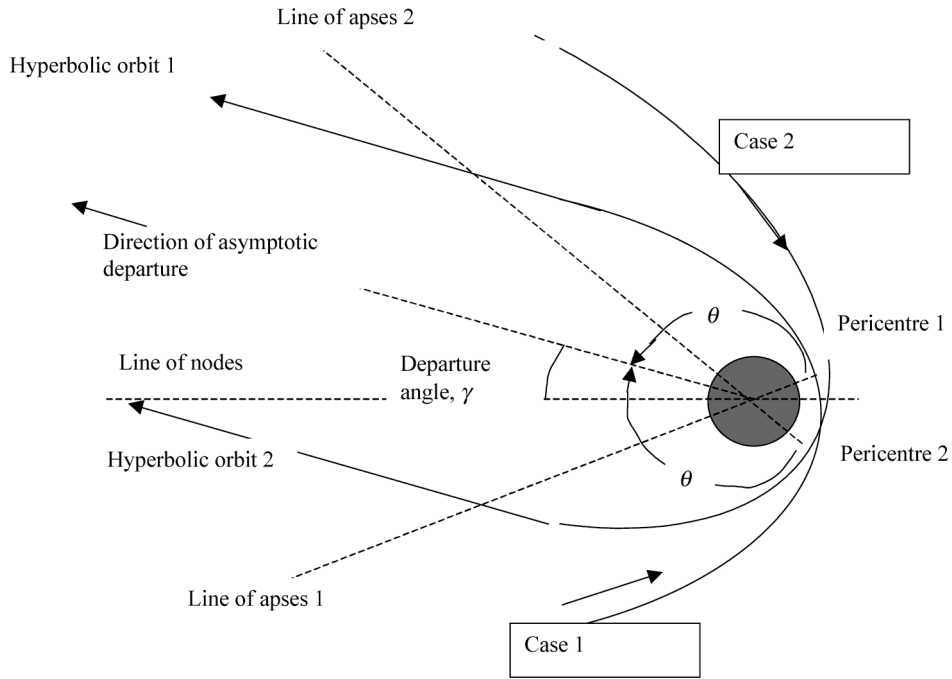 Line of apses 2
Hyperbolic orbit 1
Case 2
Direction of asymptotic
departure
θ
Pericentre 1
Line of nodes
Departure
angle, γ
Hyperbolic orbit 2
Pericentre 2
θ
Line of apses 1
Case 1